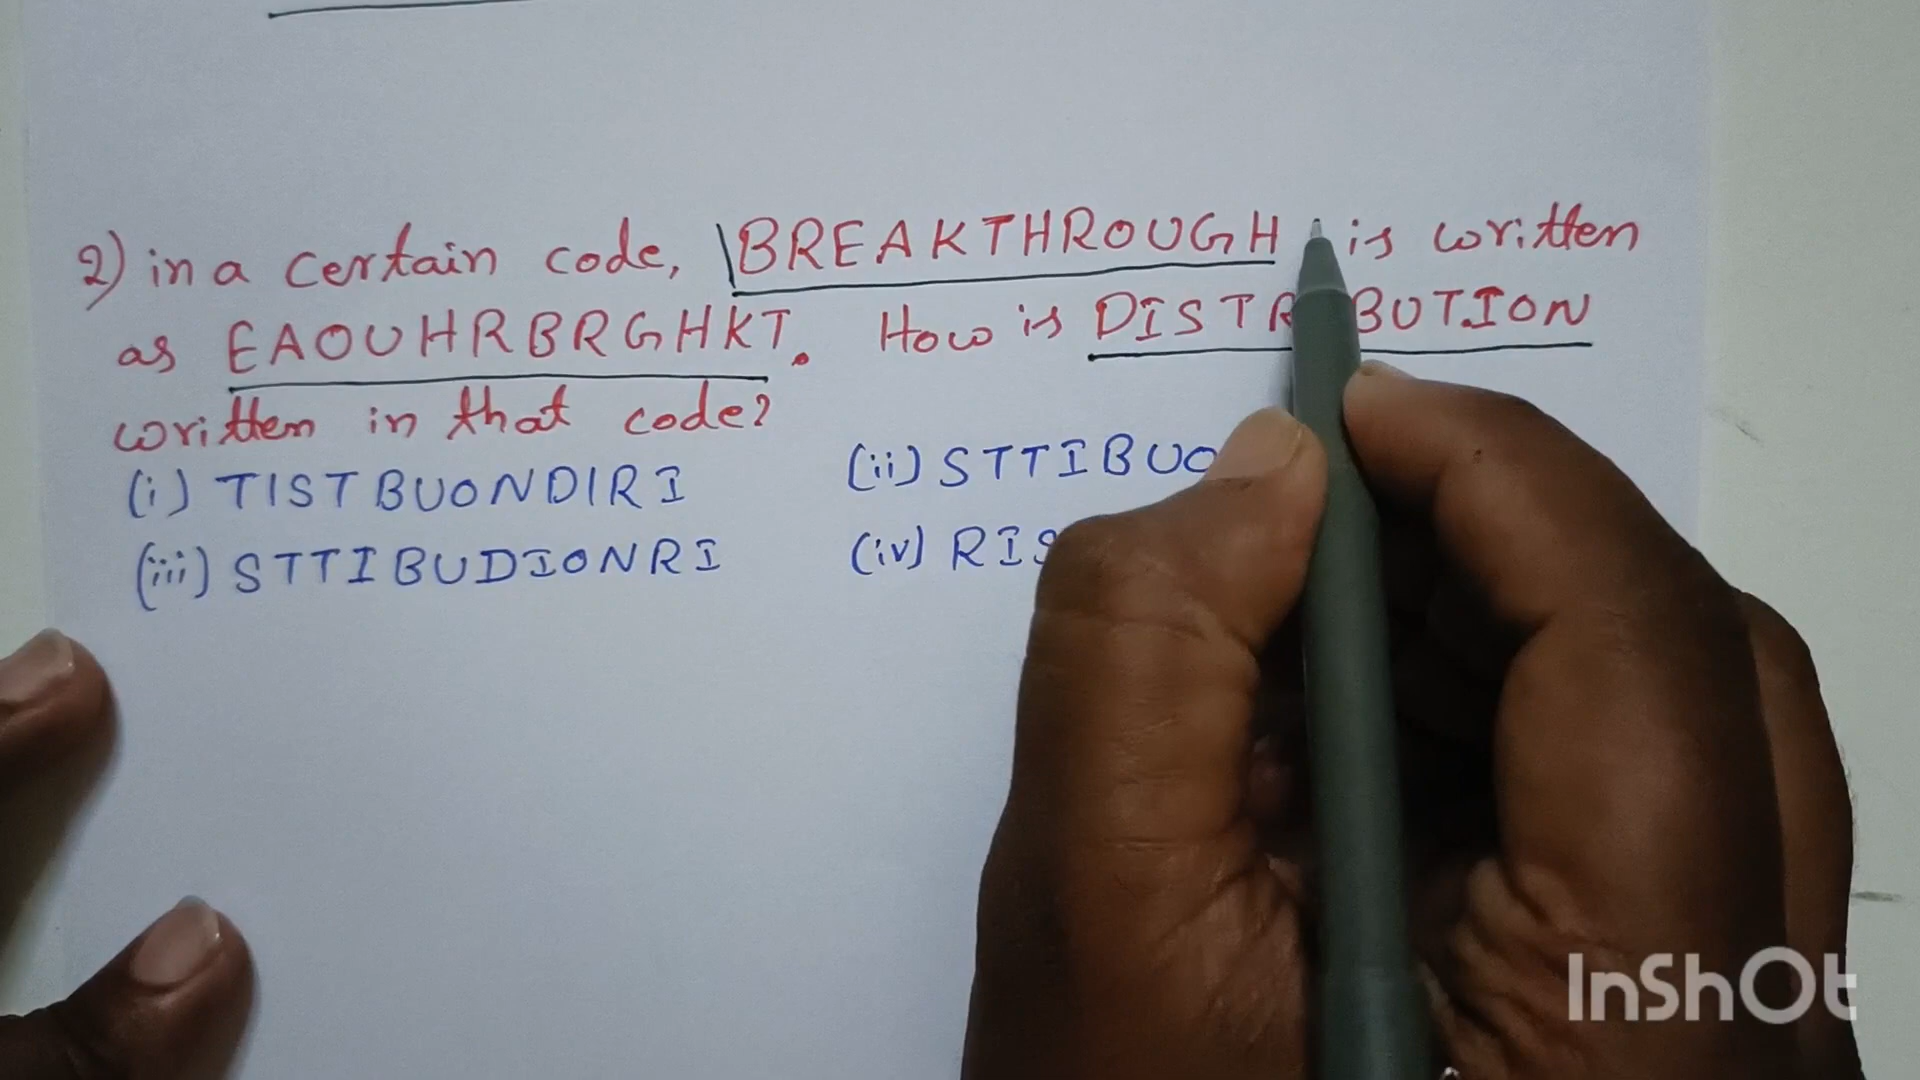 2) in a certain code, BREAKTHROUGH is written
as EAOUHRBRGHKT. How is DISTR BUTION
written in that code?
(i) TISTBUONDIRI (ii) STTIBUO
(iii) STTIBUDIONRI (iv) RIS
InShOt